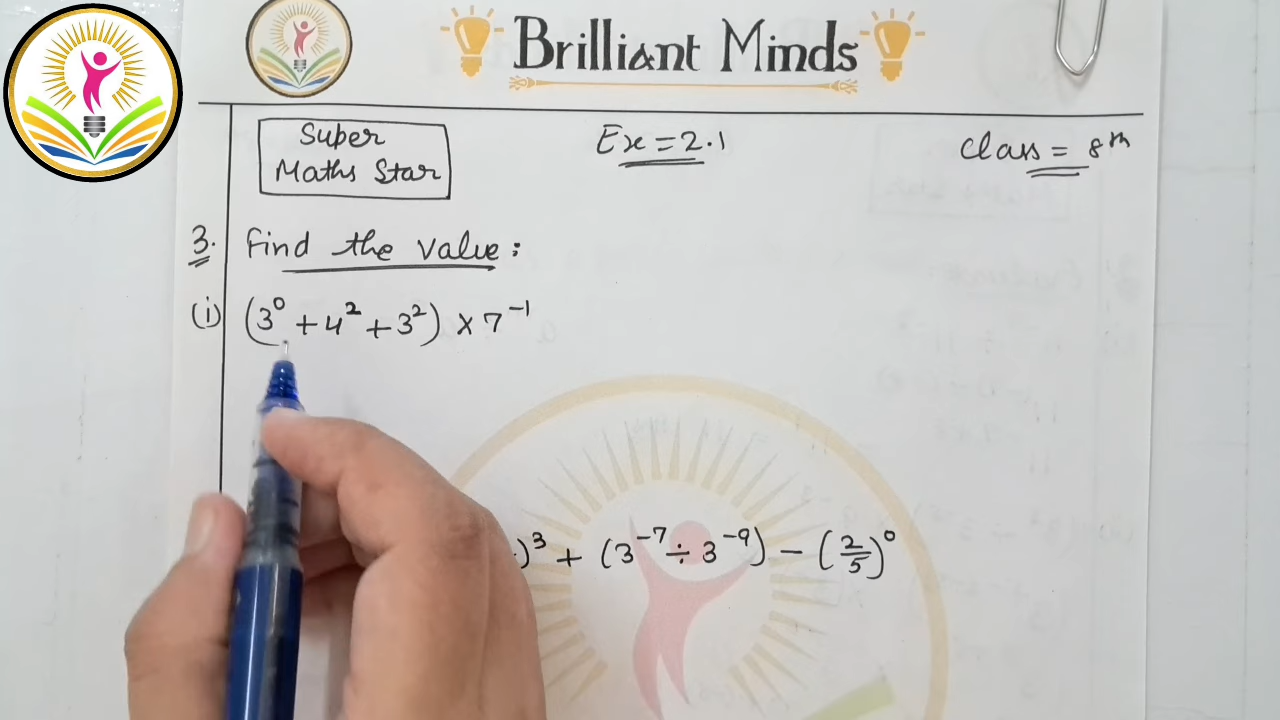 Brilliant Minds
Super
Maths Star
Ex = 2.1
Class = 8th
3. Find the value :
(i) (3⁰ + 4² + 3²) × 7⁻¹
)³ + (3⁻⁷ ÷ 3⁻⁹) − (2/5)⁰